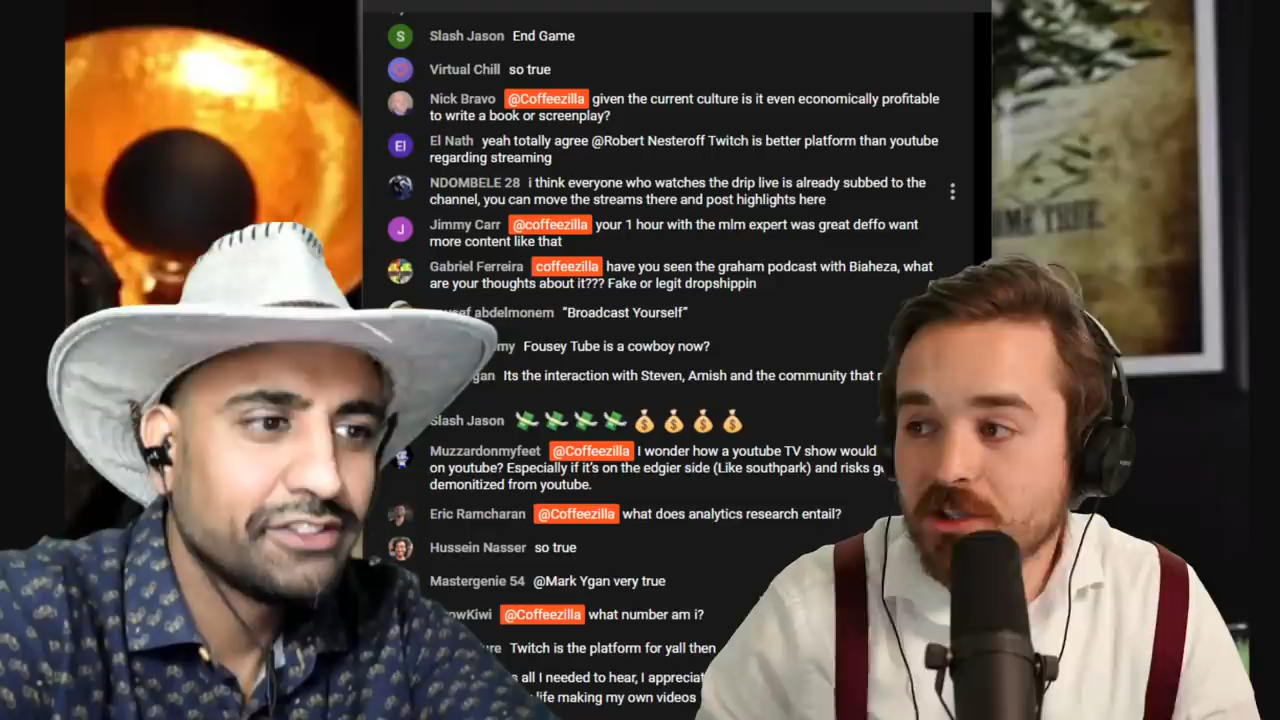 S Slash Jason End Game
Virtual Chill so true
Nick Bravo @Coffeezilla given the current culture is it even economically profitable
to write a book or screenplay?
El El Nath yeah totally agree @Robert Nesteroff Twitch is better platform than youtube
regarding streaming
NDOMBELE 28 i think everyone who watches the drip live is already subbed to the
channel, you can move the streams there and post highlights here
OME TRUE.
J Jimmy Carr @coffeezilla your 1 hour with the mlm expert was great deffo want
more content like that
Gabriel Ferreira coffeezilla have you seen the graham podcast with Biaheza, what
are your thoughts about it??? Fake or legit dropshippin
abdelmonem “Broadcast Yourself”
my Fousey Tube is a cowboy now?
gan Its the interaction with Steven, Amish and the community that
Slash Jason 💸 💸 💸 💸 💰 💰 💰 💰
Muzzardonmyfeet @Coffeezilla I wonder how a youtube TV show would
on youtube? Especially if it's on the edgier side (Like southpark) and risks
demonitized from youtube.
Eric Ramcharan @Coffeezilla what does analytics research entail?
Hussein Nasser so true
Mastergenie 54 @Mark Ygan very true
owKiwi @Coffeezilla what number am i?
re Twitch is the platform for yall then
all I needed to hear, I appreciat
life making my own videos